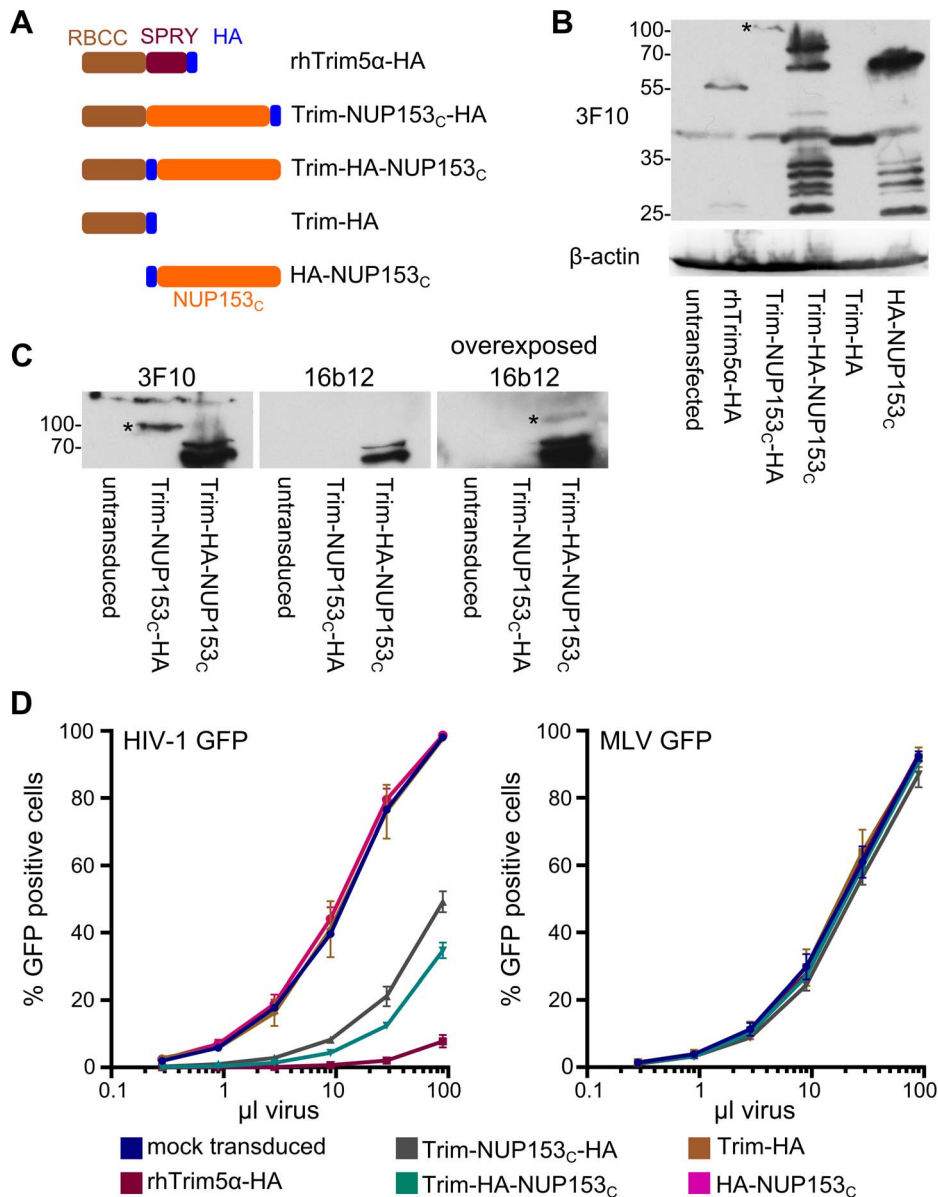 A
RBCC SPRY HA
rhTrim5α-HA
Trim-NUP153C-HA
Trim-HA-NUP153C
Trim-HA
HA-NUP153C
NUP153C
B
3F10
100-
70-
55-
35-
25-
*
β-actin
untransfected
rhTrim5α-HA
Trim-NUP153C-HA
Trim-HA-NUP153C
Trim-HA
HA-NUP153C
C
3F10
16b12
overexposed
16b12
100-
70-
*
*
untransduced
Trim-NUP153C-HA
Trim-HA-NUP153C
untransduced
Trim-NUP153C-HA
Trim-HA-NUP153C
untransduced
Trim-NUP153C-HA
Trim-HA-NUP153C
D
HIV-1 GFP
% GFP positive cells
100
80
60
40
20
0
0.1 1 10 100
µl virus
MLV GFP
% GFP positive cells
100
80
60
40
20
0
0.1 1 10 100
µl virus
mock transduced
rhTrim5α-HA
Trim-NUP153C-HA
Trim-HA-NUP153C
Trim-HA
HA-NUP153C